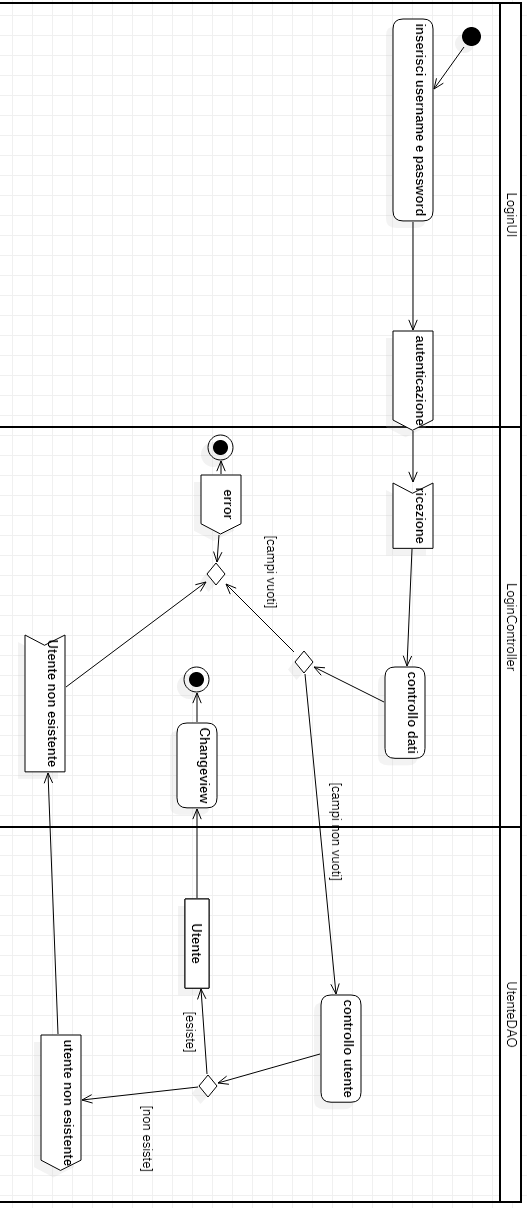 LoginUI
inserisci username e password
autenticazione
LoginController
ricezione
controllo dati
[campi vuoti]
error
[campi non vuoti]
Changeview
Utente non esistente
UtenteDAO
controllo utente
[esiste]
Utente
[non esiste]
utente non esistente